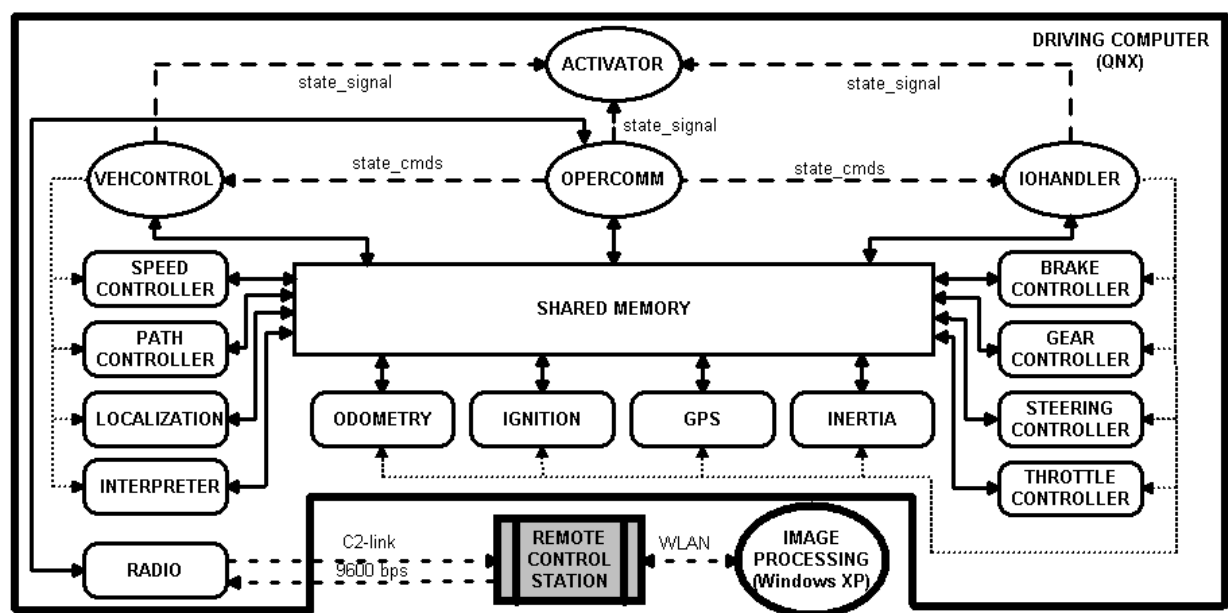 DRIVING COMPUTER
(QNX)
ACTIVATOR
state_signal
state_signal
state_signal
VEHCONTROL
state_cmds
OPERCOMM
state_cmds
IOHANDLER
SPEED
CONTROLLER
SHARED MEMORY
BRAKE
CONTROLLER
PATH
CONTROLLER
GEAR
CONTROLLER
LOCALIZATION
ODOMETRY
IGNITION
GPS
INERTIA
STEERING
CONTROLLER
INTERPRETER
THROTTLE
CONTROLLER
RADIO
C2-link
9600 bps
REMOTE
CONTROL
STATION
WLAN
IMAGE
PROCESSING
(Windows XP)